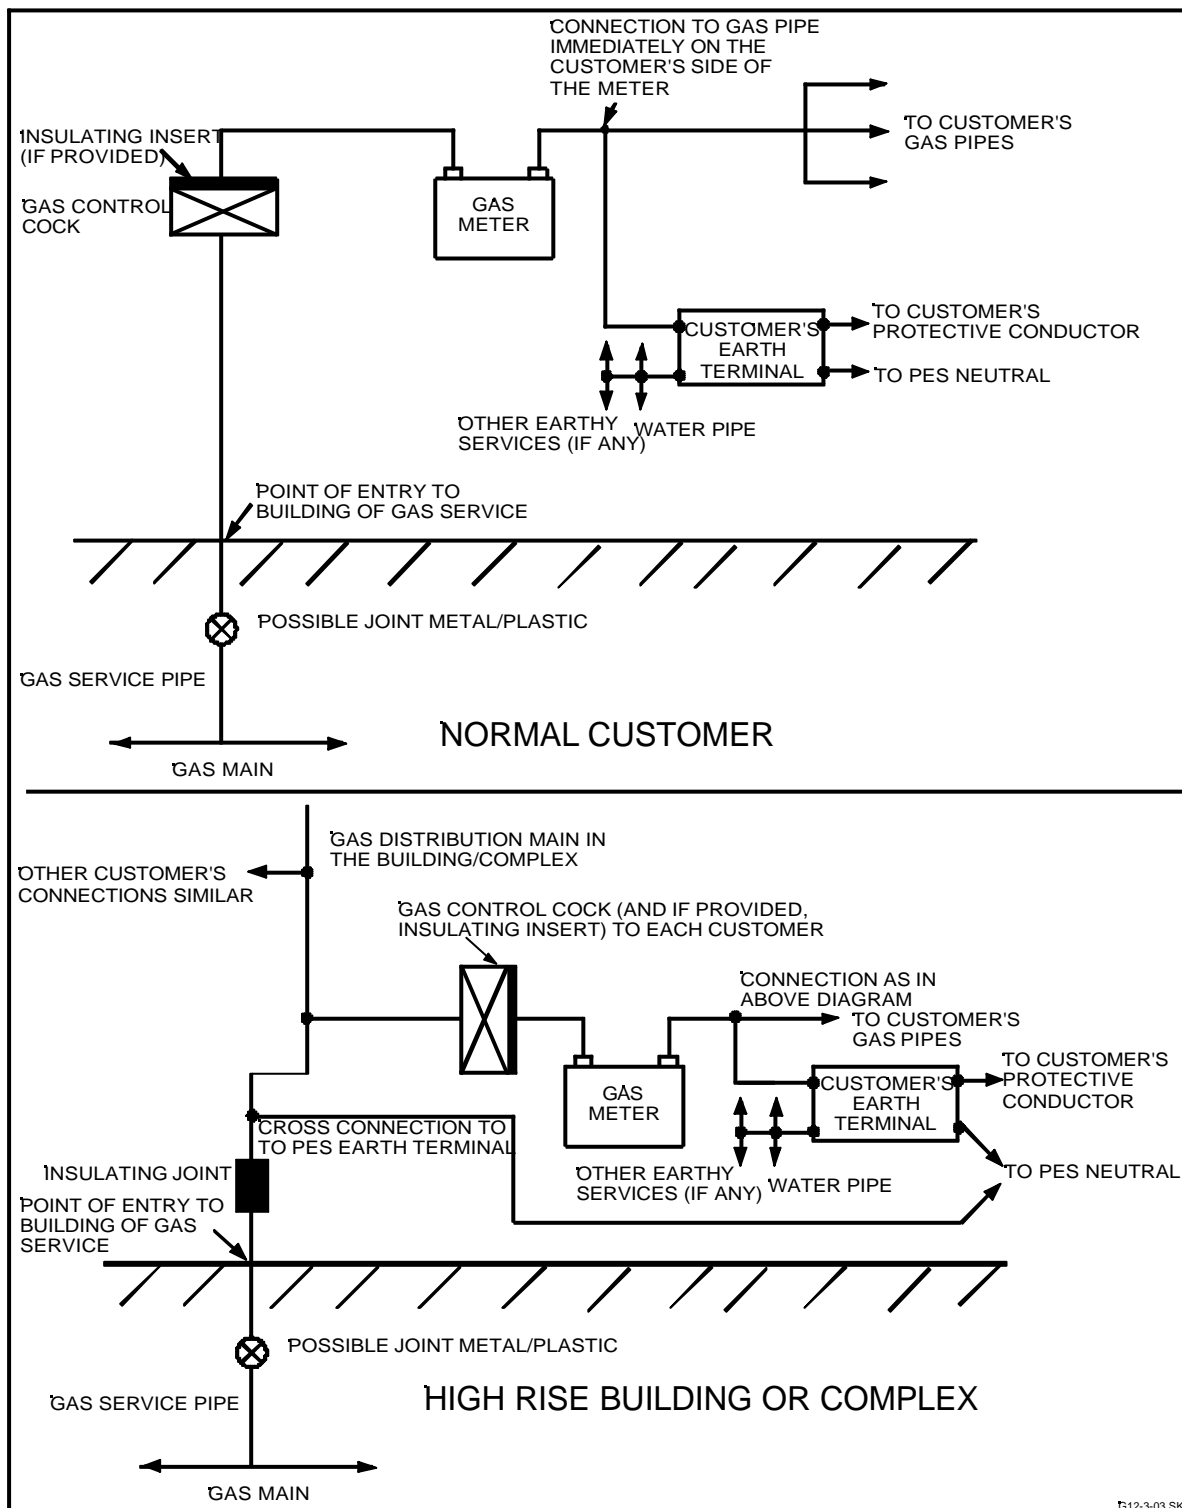 CONNECTION TO GAS PIPE
IMMEDIATELY ON THE
CUSTOMER'S SIDE OF
THE METER
INSULATING INSERT
(IF PROVIDED)
GAS CONTROL
COCK
GAS
METER
TO CUSTOMER'S
GAS PIPES
CUSTOMER'S
EARTH
TERMINAL
TO CUSTOMER'S
PROTECTIVE CONDUCTOR
TO PES NEUTRAL
OTHER EARTHY
SERVICES (IF ANY)
WATER PIPE
POINT OF ENTRY TO
BUILDING OF GAS SERVICE
POSSIBLE JOINT METAL/PLASTIC
GAS SERVICE PIPE
NORMAL CUSTOMER
GAS MAIN
GAS DISTRIBUTION MAIN IN
THE BUILDING/COMPLEX
OTHER CUSTOMER'S
CONNECTIONS SIMILAR
GAS CONTROL COCK (AND IF PROVIDED,
INSULATING INSERT) TO EACH CUSTOMER
CONNECTION AS IN
ABOVE DIAGRAM
TO CUSTOMER'S
GAS PIPES
GAS
METER
CUSTOMER'S
EARTH
TERMINAL
TO CUSTOMER'S
PROTECTIVE
CONDUCTOR
CROSS CONNECTION TO
TO PES EARTH TERMINAL
INSULATING JOINT
OTHER EARTHY
SERVICES (IF ANY)
WATER PIPE
TO PES NEUTRAL
POINT OF ENTRY TO
BUILDING OF GAS
SERVICE
POSSIBLE JOINT METAL/PLASTIC
GAS SERVICE PIPE
HIGH RISE BUILDING OR COMPLEX
GAS MAIN
G12-3-03.SK